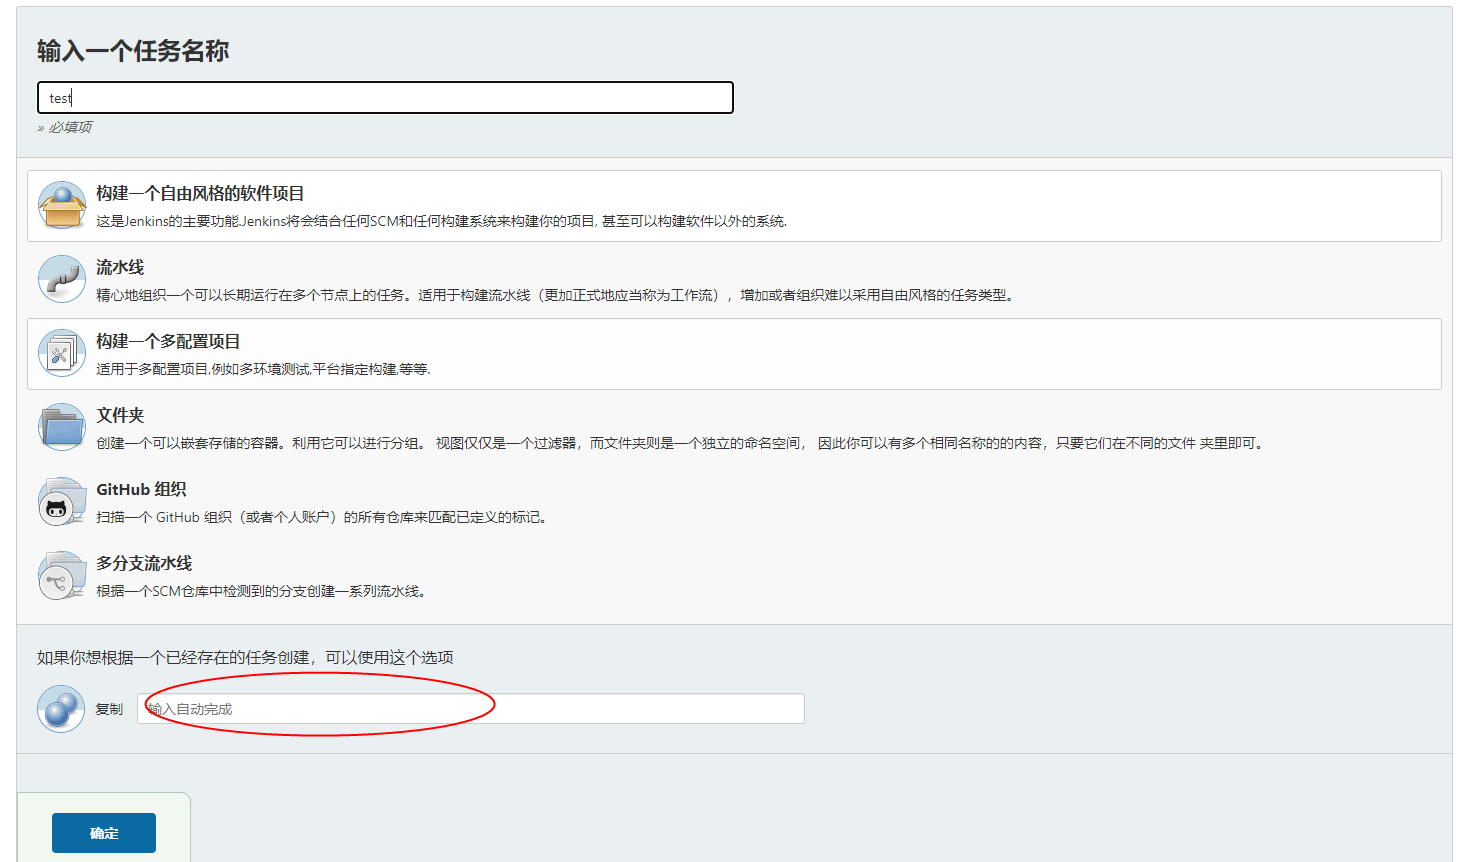 输入一个任务名称
test
» 必填项
构建一个自由风格的软件项目
这是Jenkins的主要功能.Jenkins将会结合任何SCM和任何构建系统来构建你的项目, 甚至可以构建软件以外的系统.
流水线
精心地组织一个可以长期运行在多个节点上的任务。适用于构建流水线（更加正式地应当称为工作流），增加或者组织难以采用自由风格的任务类型。
构建一个多配置项目
适用于多配置项目,例如多环境测试,平台指定构建,等等.
文件夹
创建一个可以嵌套存储的容器。利用它可以进行分组。 视图仅仅是一个过滤器，而文件夹则是一个独立的命名空间， 因此你可以有多个相同名称的的内容，只要它们在不同的文件 夹里即可。
GitHub 组织
扫描一个 GitHub 组织（或者个人账户）的所有仓库来匹配已定义的标记。
多分支流水线
根据一个SCM仓库中检测到的分支创建一系列流水线。
如果你想根据一个已经存在的任务创建，可以使用这个选项
复制 输入自动完成
确定